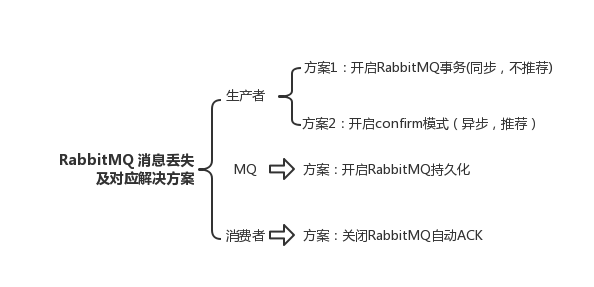 RabbitMQ 消息丢失
及对应解决方案
生产者
方案1：开启RabbitMQ事务(同步，不推荐)
方案2：开启confirm模式（异步，推荐）
MQ
方案：开启RabbitMQ持久化
消费者
方案：关闭RabbitMQ自动ACK